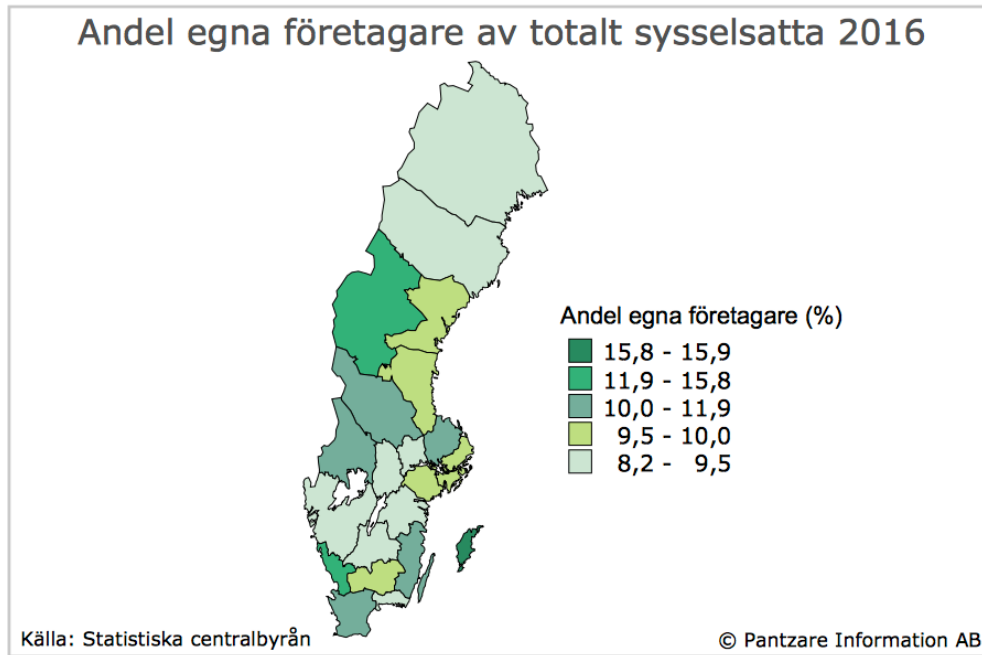 Andel egna företagare av totalt sysselsatta 2016
Andel egna företagare (%)
15,8 - 15,9
11,9 - 15,8
10,0 - 11,9
9,5 - 10,0
8,2 - 9,5
Källa: Statistiska centralbyrån
© Pantzare Information AB